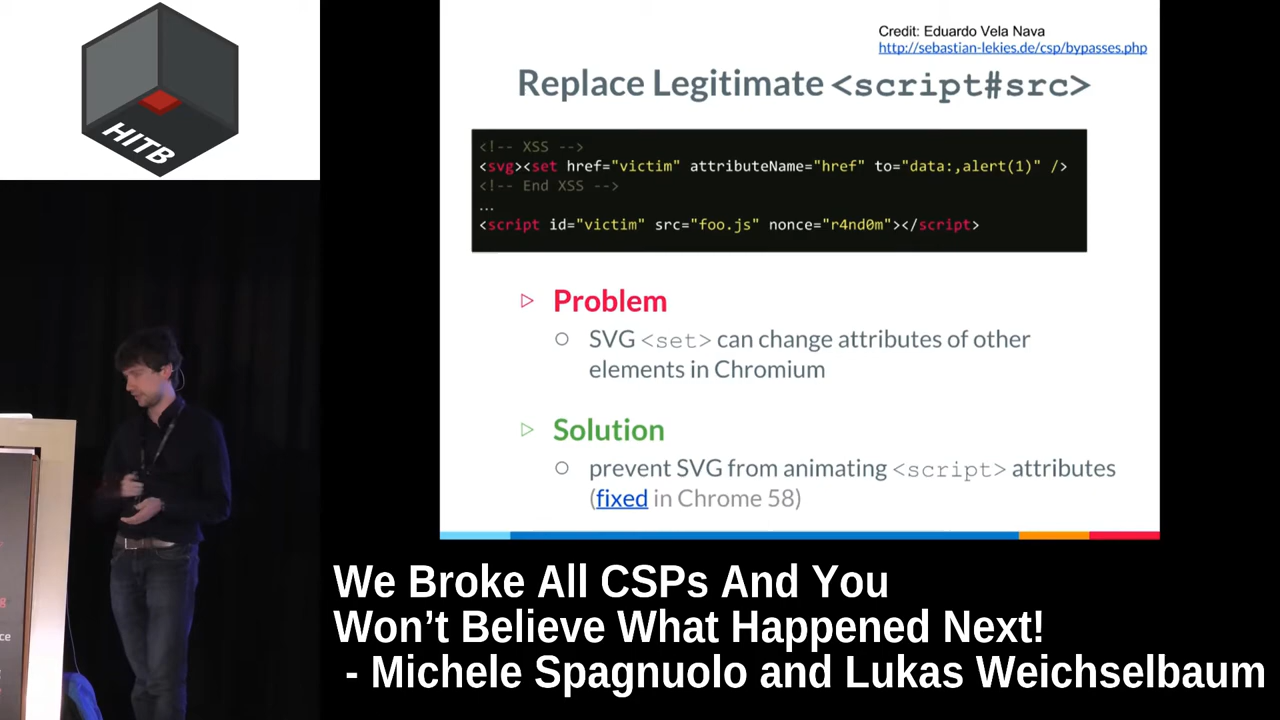 HITB
Credit: Eduardo Vela Nava
http://sebastian-lekies.de/csp/bypasses.php
Replace Legitimate <script#src>
<!-- XSS -->
<svg><set href="victim" attributeName="href" to="data:,alert(1)" />
<!-- End XSS -->
...
<script id="victim" src="foo.js" nonce="r4nd0m"></script>
▷ Problem
○ SVG <set> can change attributes of other
elements in Chromium
▷ Solution
○ prevent SVG from animating <script> attributes
(fixed in Chrome 58)
We Broke All CSPs And You
Won’t Believe What Happened Next!
- Michele Spagnuolo and Lukas Weichselbaum